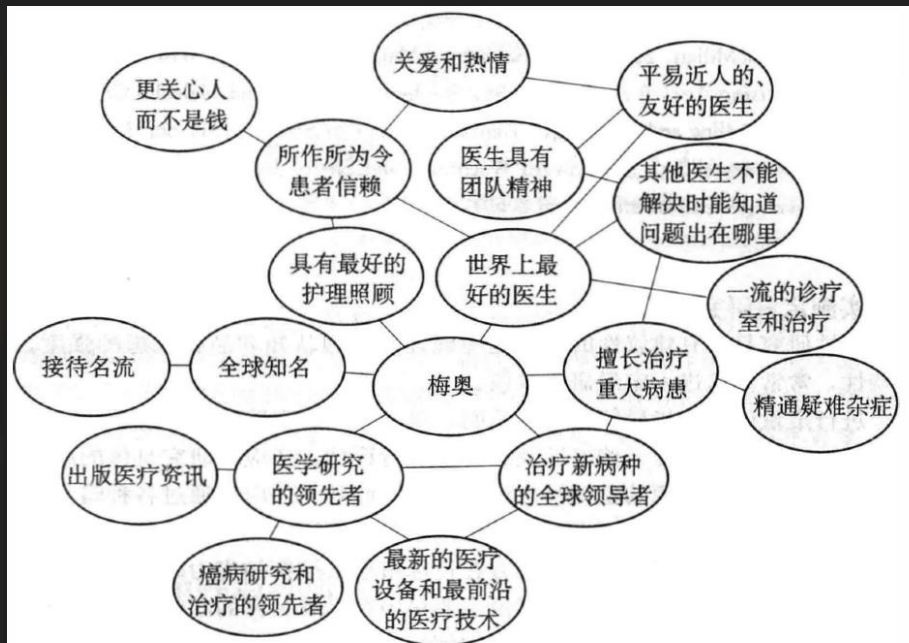 关爱和热情
更关心人
而不是钱
平易近人的、
友好的医生
所作所为令
患者信赖
医生具有
团队精神
其他医生不能
解决时能知道
问题出在哪里
具有最好的
护理照顾
世界上最
好的医生
一流的诊疗
室和治疗
接待名流
全球知名
梅奥
擅长治疗
重大病患
精通疑难杂症
出版医疗资讯
医学研究
的领先者
治疗新病种
的全球领导者
癌病研究和
治疗的领先者
最新的医疗
设备和最前沿
的医疗技术